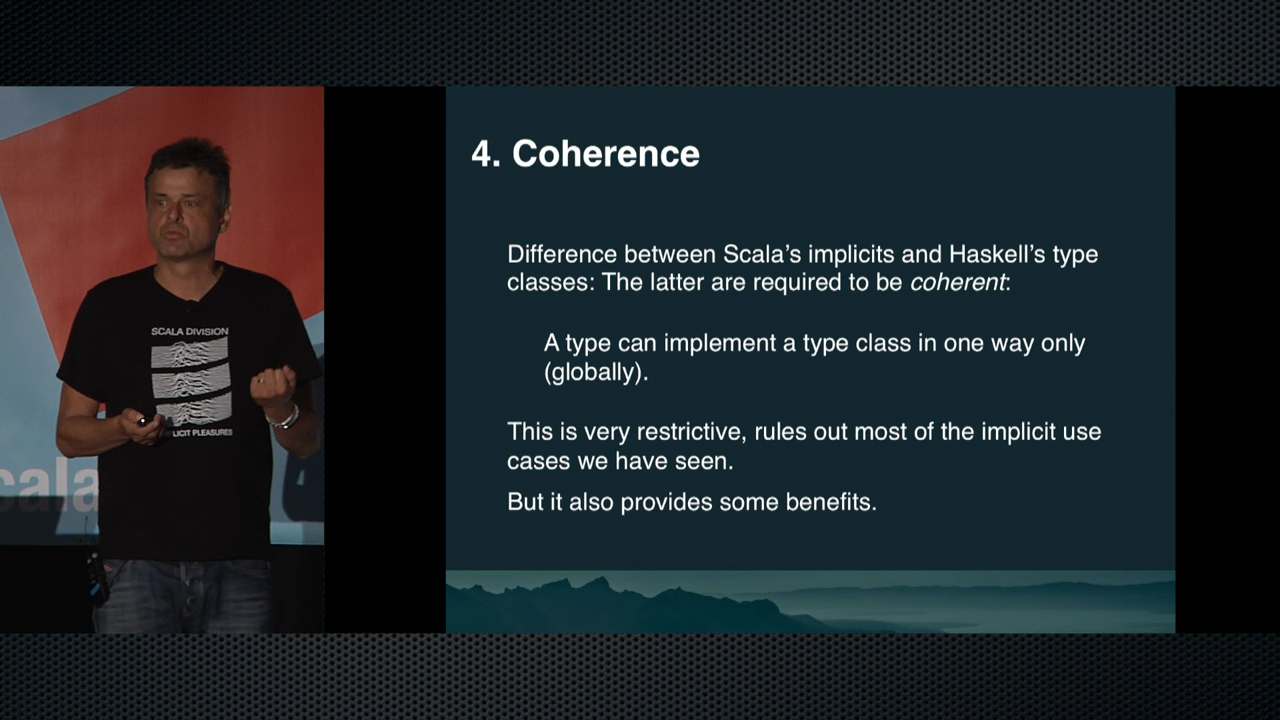 4. Coherence
Difference between Scala's implicits and Haskell's type
classes: The latter are required to be coherent:
A type can implement a type class in one way only
(globally).
This is very restrictive, rules out most of the implicit use
cases we have seen.
But it also provides some benefits.
SCALA DIVISION
PLICIT PLEASURES
cala